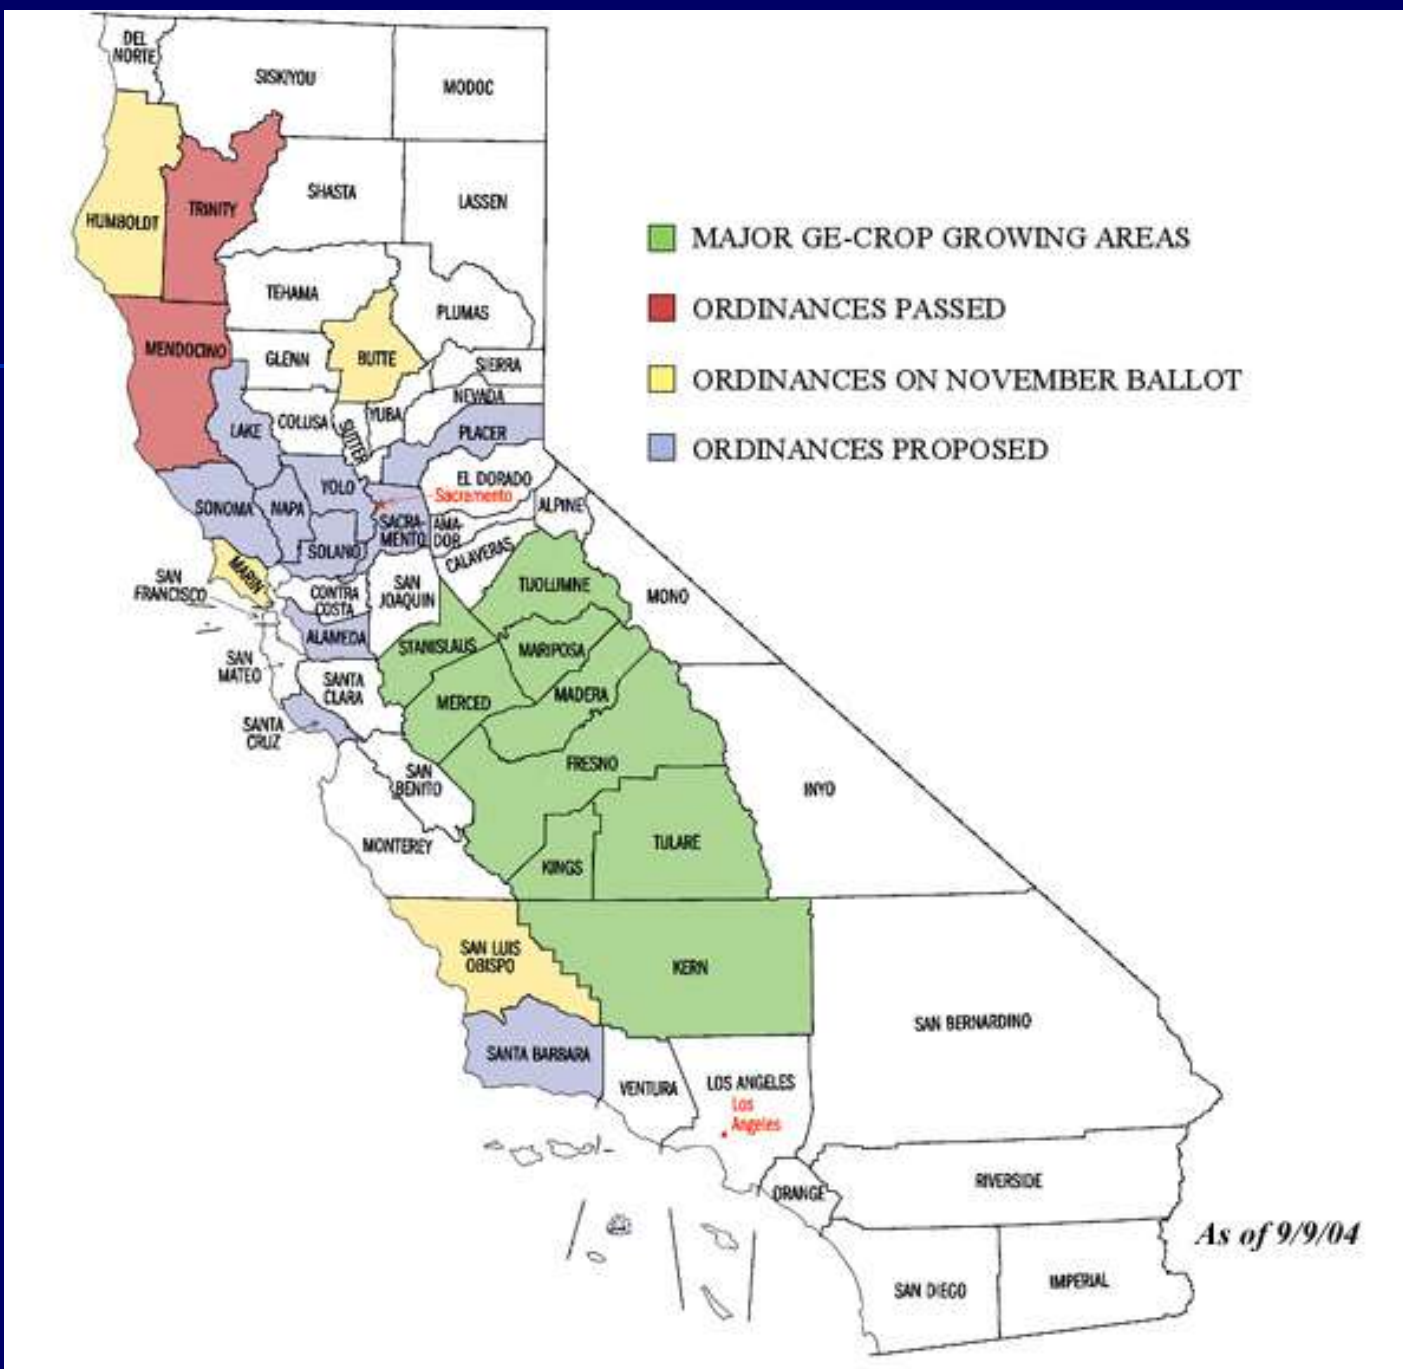 DEL
NORTE
SISKIYOU
MODOC
HUMBOLDT
TRINITY
SHASTA
LASSEN
MAJOR GE-CROP GROWING AREAS
ORDINANCES PASSED
ORDINANCES ON NOVEMBER BALLOT
ORDINANCES PROPOSED
TEHAMA
PLUMAS
MENDOCINO
GLENN
BUTTE
SIERRA
NEVADA
LAKE
COLUSA
SUTTER
YUBA
PLACER
EL DORADO
Sacramento
YOLO
SONOMA
NAPA
SACRA-
MENTO
AMA-
DOR
ALPINE
SOLANO
CALAVERAS
MARIN
SAN
FRANCISCO
CONTRA
COSTA
SAN
JOAQUIN
TUOLUMNE
MONO
ALAMEDA
STANISLAUS
MARIPOSA
SAN
MATEO
SANTA
CLARA
MERCED
MADERA
SANTA
CRUZ
FRESNO
SAN
BENITO
INYO
MONTEREY
KINGS
TULARE
SAN LUIS
OBISPO
KERN
SAN BERNARDINO
SANTA BARBARA
VENTURA
LOS ANGELES
Los
Angeles
ORANGE
RIVERSIDE
As of 9/9/04
SAN DIEGO
IMPERIAL